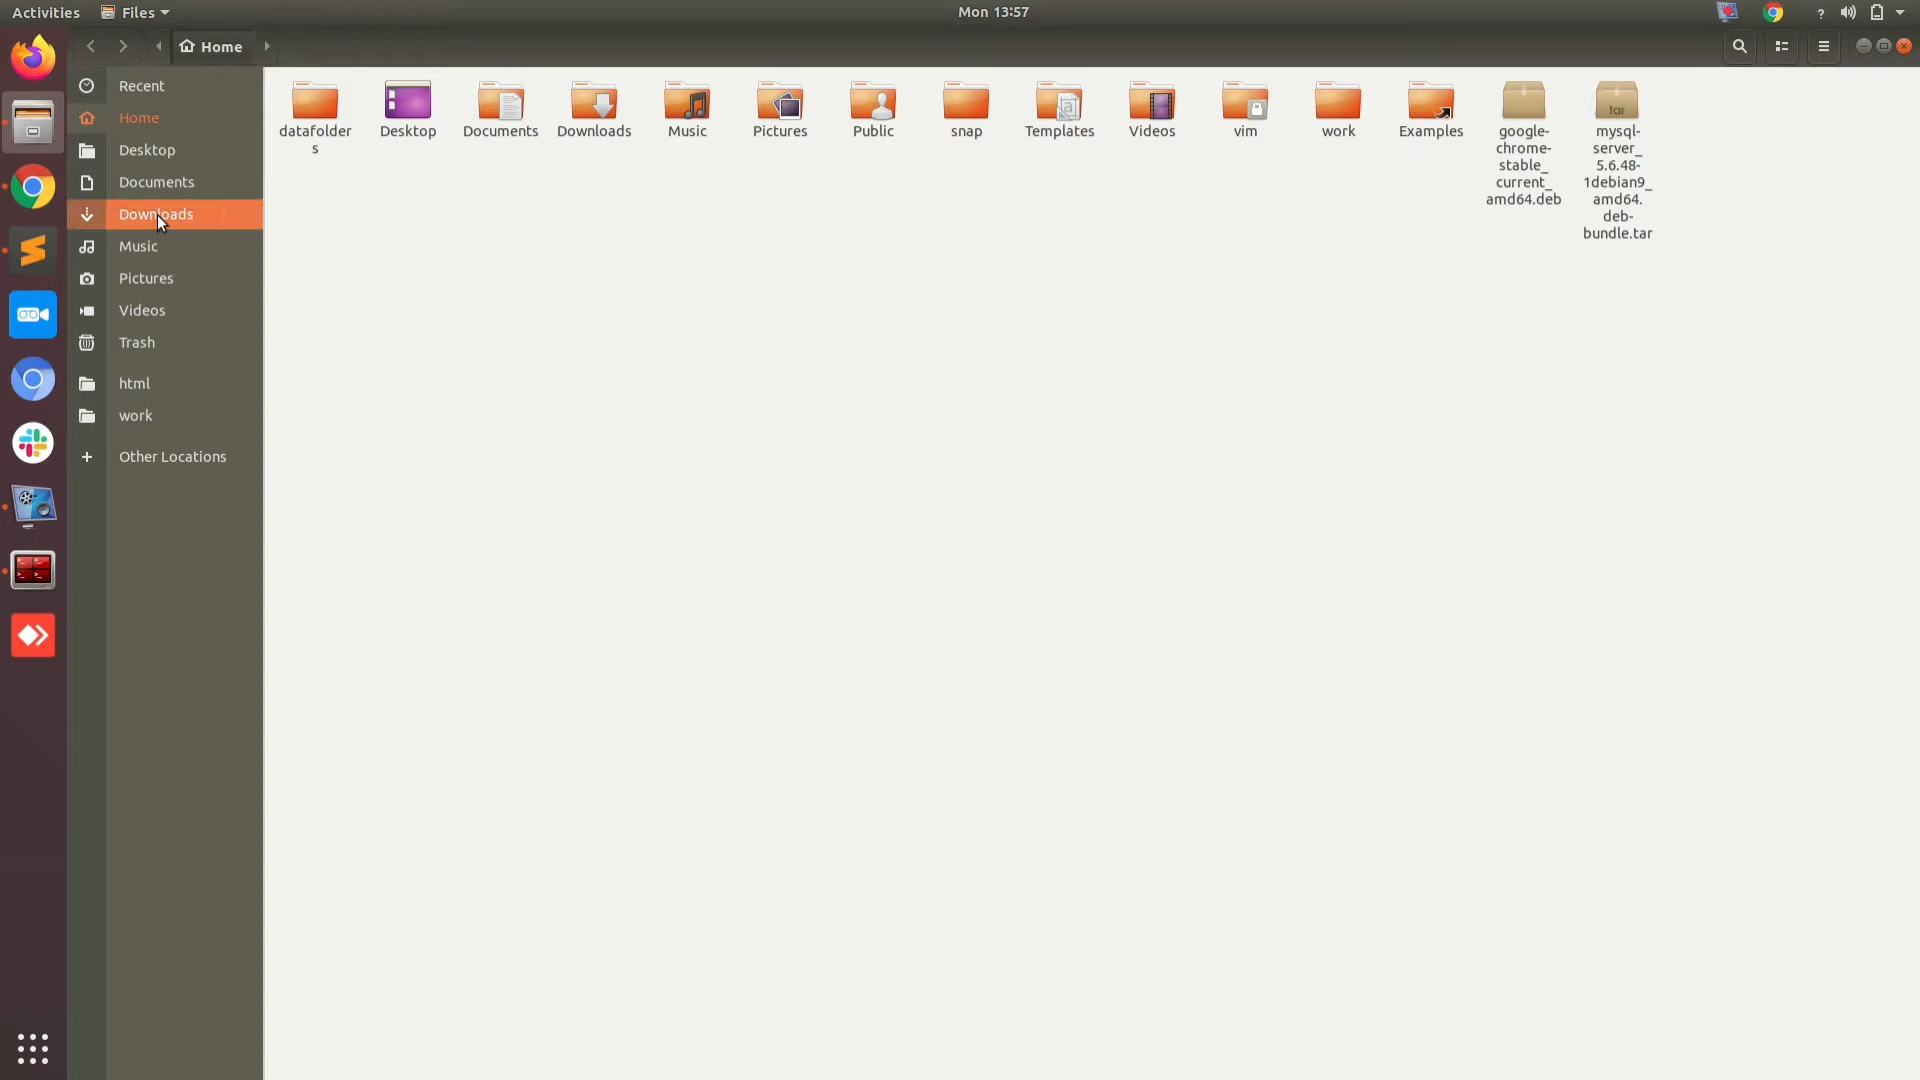 Activities
Files
Mon 13:57
?
Home
Recent
Home
Desktop
Documents
Downloads
Music
Pictures
Videos
Trash
html
work
Other Locations
datafolder
s
Desktop
Documents
Downloads
Music
Pictures
Public
snap
Templates
Videos
vim
work
Examples
google-
chrome-
stable_
current_
amd64.deb
tar
mysql-
server_
5.6.48-
1debian9_
amd64.
deb-
bundle.tar